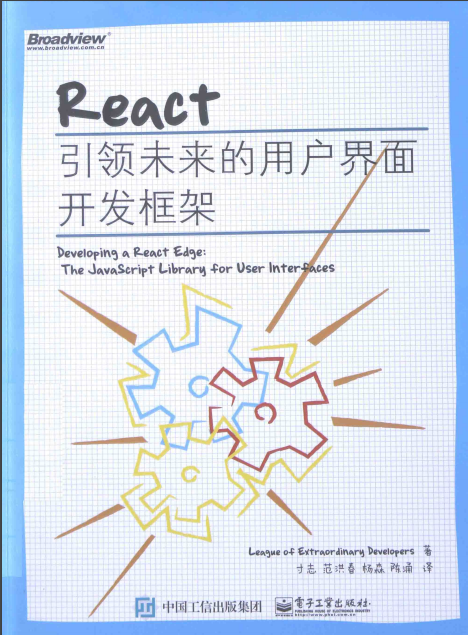 Broadview®
www.broadview.com.cn
React
引领未来的用户界面
开发框架
Developing a React Edge:
The JavaScript Library for User Interfaces
League of Extraordinary Developers 著
寸志 范洪春 杨森 陈涌 译
中国工信出版集团
电子工业出版社·
PUBLISHING HOUSE OF ELECTRONICS INDUSTRY
http://www.phei.com.cn